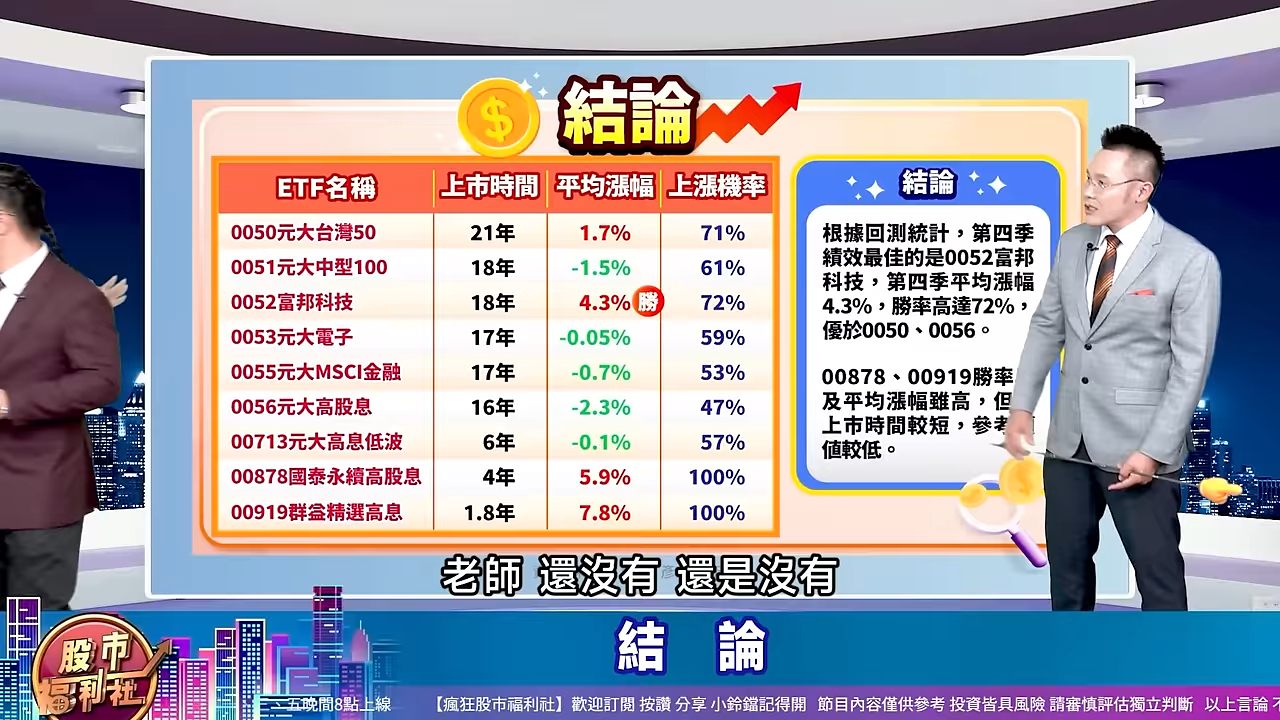 結論
ETF名稱 上市時間 平均漲幅 上漲機率
0050元大台灣50 21年 1.7% 71%
0051元大中型100 18年 -1.5% 61%
0052富邦科技 18年 4.3% 勝 72%
0053元大電子 17年 -0.05% 59%
0055元大MSCI金融 17年 -0.7% 53%
0056元大高股息 16年 -2.3% 47%
00713元大高息低波 6年 -0.1% 57%
00878國泰永續高股息 4年 5.9% 100%
00919群益精選高息 1.8年 7.8% 100%
結論
根據回測統計，第四季
績效最佳的是0052富邦
科技，第四季平均漲幅
4.3%，勝率高達72%，
優於0050、0056。
00878、00919勝率
及平均漲幅雖高，但
上市時間較短，參考
值較低。
老師 還沒有 還是沒有
結 論
股市
福利社
五晚間8點上線 【瘋狂股市福利社】歡迎訂閱 按讚 分享 小鈴鐺記得開 節目內容僅供參考 投資皆具風險 請審慎評估獨立判斷 以上言論